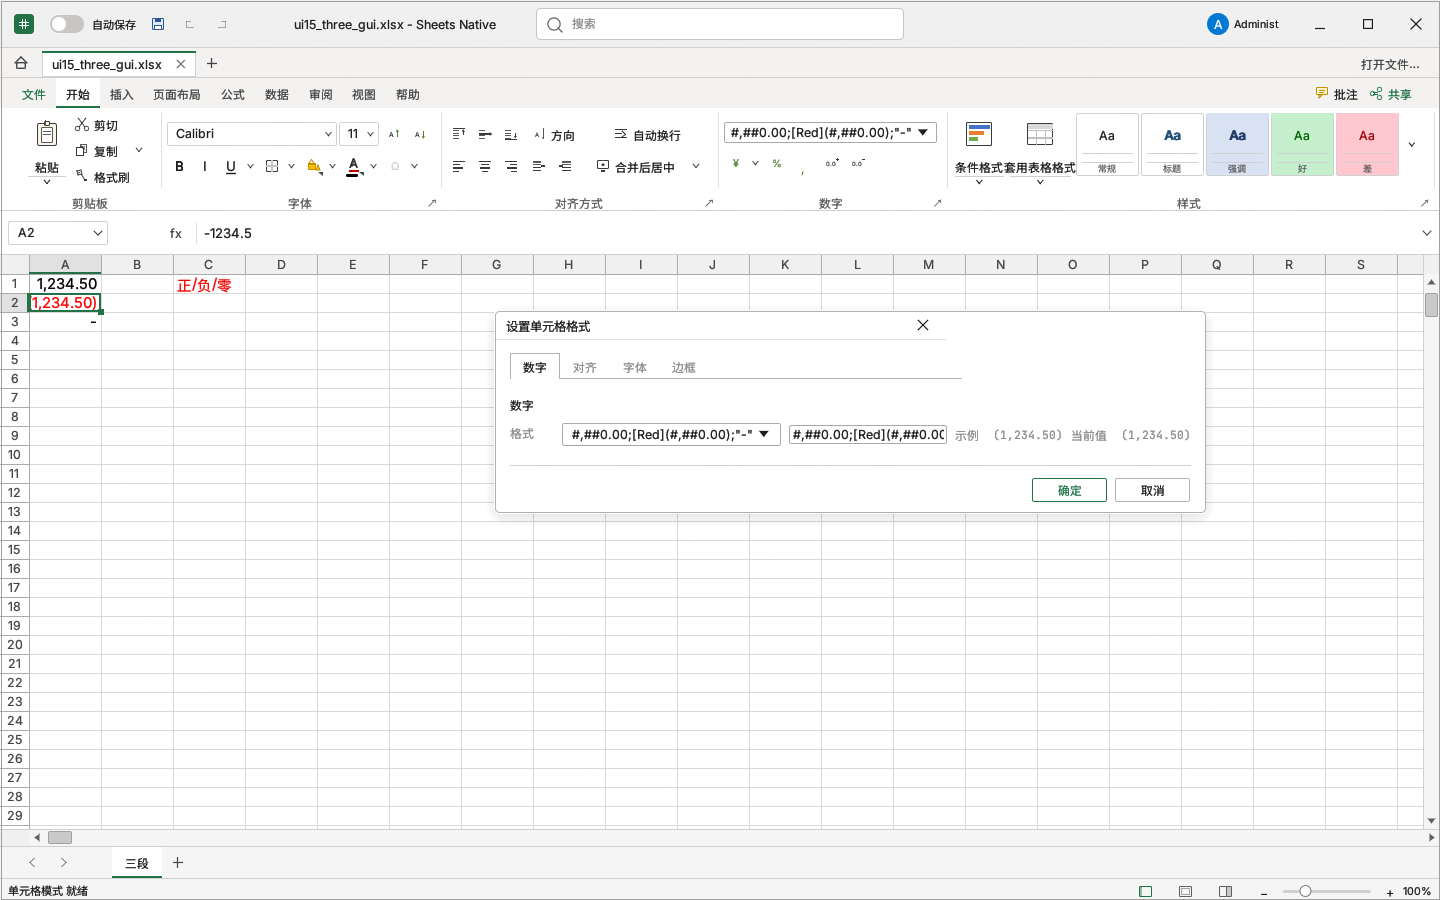 自动保存
ui15_three_gui.xlsx - Sheets Native
搜索
A
Administ
ui15_three_gui.xlsx
打开文件...
文件 开始 插入 页面布局 公式 数据 审阅 视图 帮助
批注 共享
粘贴
剪切
复制
格式刷
剪贴板
Calibri 11
B I U A
字体
方向 自动换行
合并后居中
对齐方式
#,##0.00;[Red](#,##0.00);"-"
¥ %
数字
条件格式 套用表格格式
Aa 常规
Aa 标题
Aa 强调
Aa 好
Aa 差
样式
A2 fx -1234.5
A B C D E F G H I J K L M N O P Q R S
1 1,234.50 正/负/零
2 1,234.50)
3 -
4
5
6
7
8
9
10
11
12
13
14
15
16
17
18
19
20
21
22
23
24
25
26
27
28
29
设置单元格格式
数字 对齐 字体 边框
数字
格式 #,##0.00;[Red](#,##0.00);"-" #,##0.00;[Red](#,##0.0 示例 (1,234.50) 当前值 (1,234.50)
确定 取消
三段
单元格模式 就绪
100%